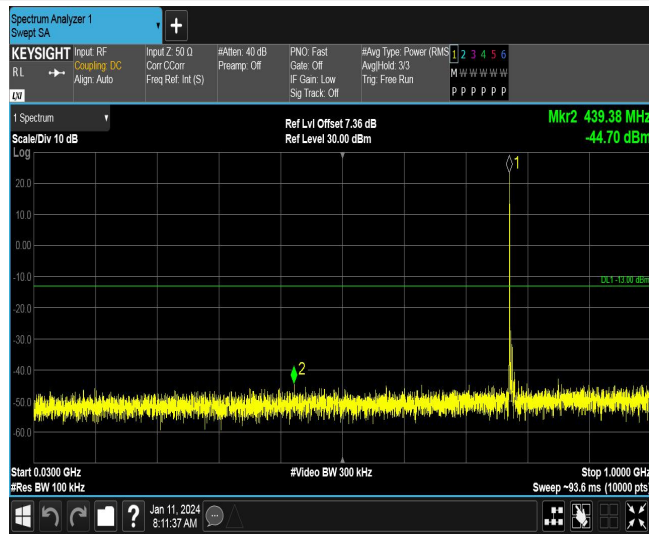 Spectrum Analyzer 1
Swept SA
+
KEYSIGHT
RL
LXI
Input: RF
Coupling: DC
Align: Auto
Input Z: 50 Ω
Corr CCorr
Freq Ref: Int (S)
#Atten: 40 dB
Preamp: Off
PNO: Fast
Gate: Off
IF Gain: Low
Sig Track: Off
#Avg Type: Power (RMS
Avg|Hold: 3/3
Trig: Free Run
1 2 3 4 5 6
M W W W W W
P P P P P P
1 Spectrum
Scale/Div 10 dB
Log
Ref Lvl Offset 7.36 dB
Ref Level 30.00 dBm
Mkr2 439.38 MHz
-44.70 dBm
1
20.0
10.0
0.00
-10.0
DL1 -13.00 dBm
-20.0
-30.0
-40.0
2
-50.0
-60.0
Start 0.0300 GHz
#Res BW 100 kHz
#Video BW 300 kHz
Stop 1.0000 GHz
Sweep ~93.6 ms (10000 pts)
?
Jan 11, 2024
8:11:37 AM